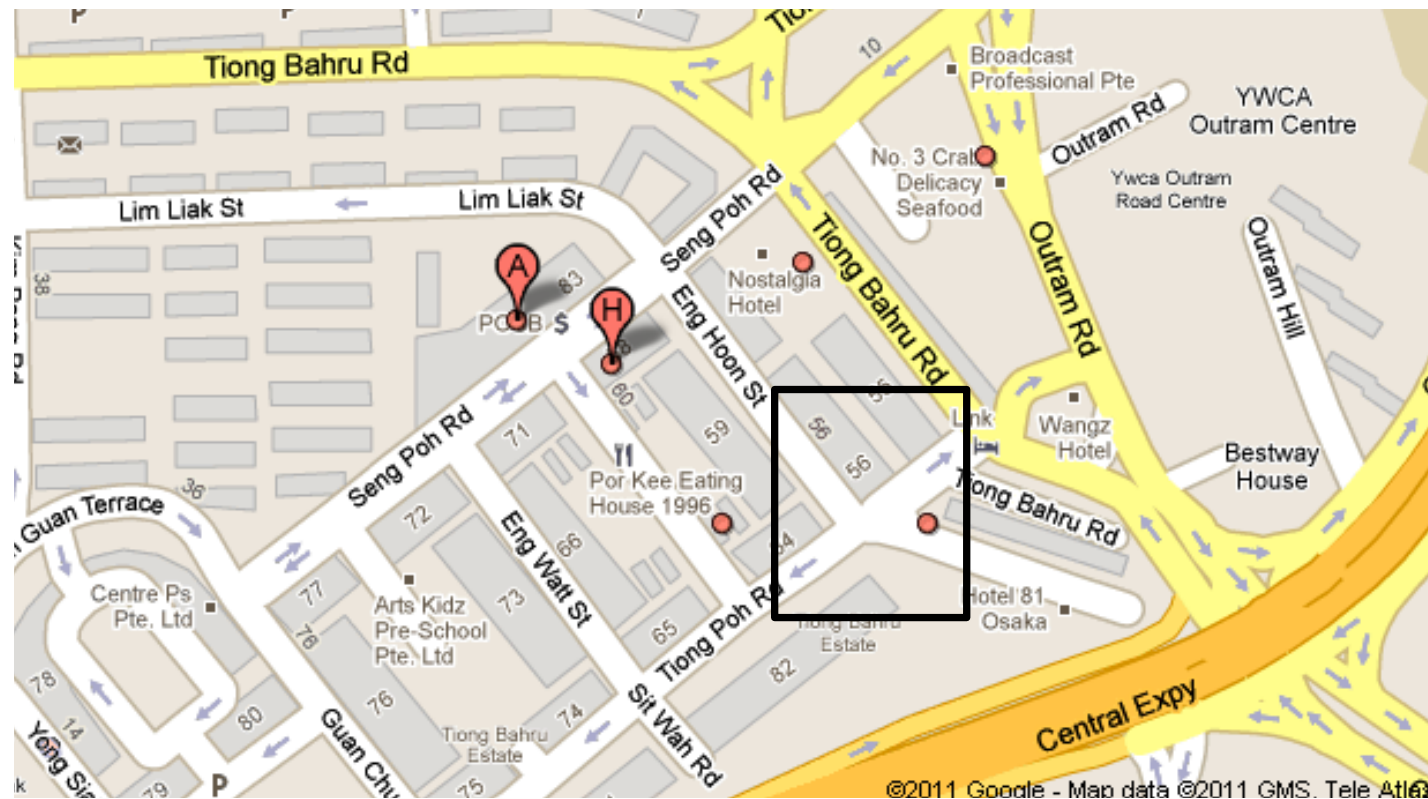 P
P
Tio
Tiong Bahru Rd
10
Broadcast
Professional Pte
Outram Rd
YWCA
Outram Centre
No. 3 Crab
Delicacy
Seafood
Ywca Outram
Road Centre
Lim Liak St
Lim Liak St
Seng Poh Rd
Tiong Bahru Rd
Outram Rd
Outram Hill
38
A
83
$
H
Nostalgia
Hotel
Eng Hoon St
60
59
56
56
Link
Wangz
Hotel
Bestway
House
71
Seng Poh Rd
Por Kee Eating
House 1996
36
Guan Terrace
72
66
Eng Watt St
64
Tiong Bahru Rd
Centre Ps
Pte. Ltd
77
78
Arts Kidz
Pre-School
Pte. Ltd
73
65
Tiong Poh Rd
Hotel 81
Osaka
Tiong Bahru
Estate
82
78
14
80
76
74
Sit Wah Rd
Tiong Bahru
Estate
Central Expy
Yong Sia
79
P
Guan Chu
75
©2011 Google - Map data ©2011 GMS, Tele Atla